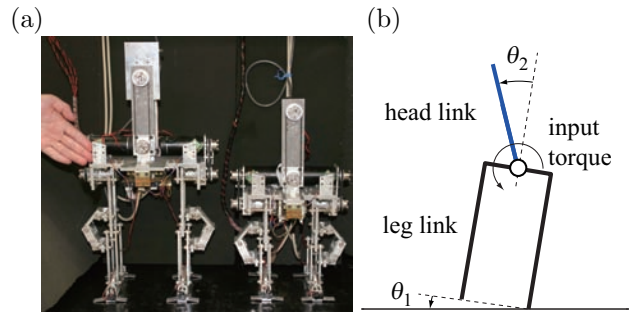 (a)
(b)
θ₂
head link
input
torque
leg link
θ₁